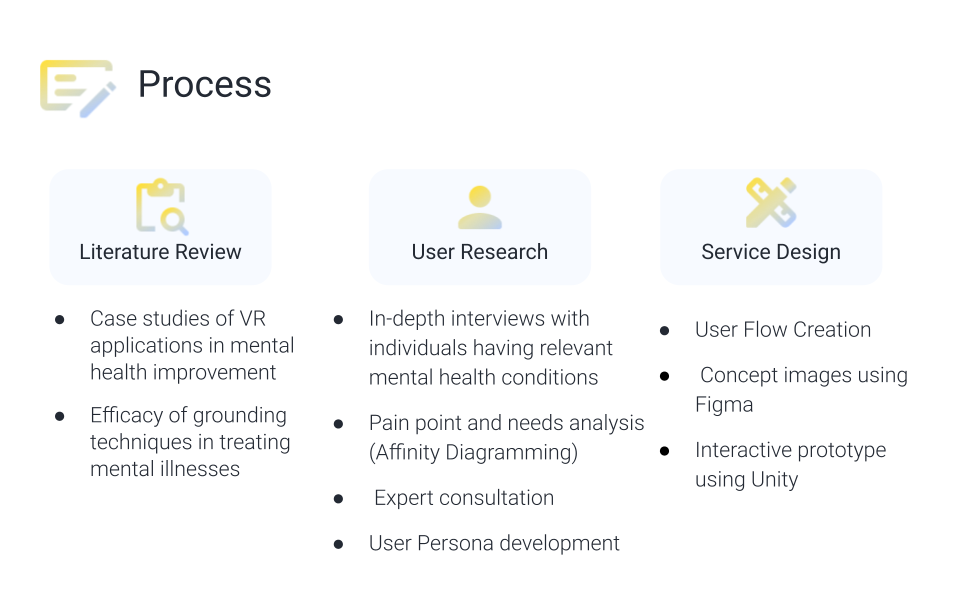 Process
Literature Review
● Case studies of VR
applications in mental
health improvement
● Efficacy of grounding
techniques in treating
mental illnesses
User Research
● In-depth interviews with
individuals having relevant
mental health conditions
● Pain point and needs analysis
(Affinity Diagramming)
● Expert consultation
● User Persona development
Service Design
● User Flow Creation
● Concept images using
Figma
● Interactive prototype
using Unity